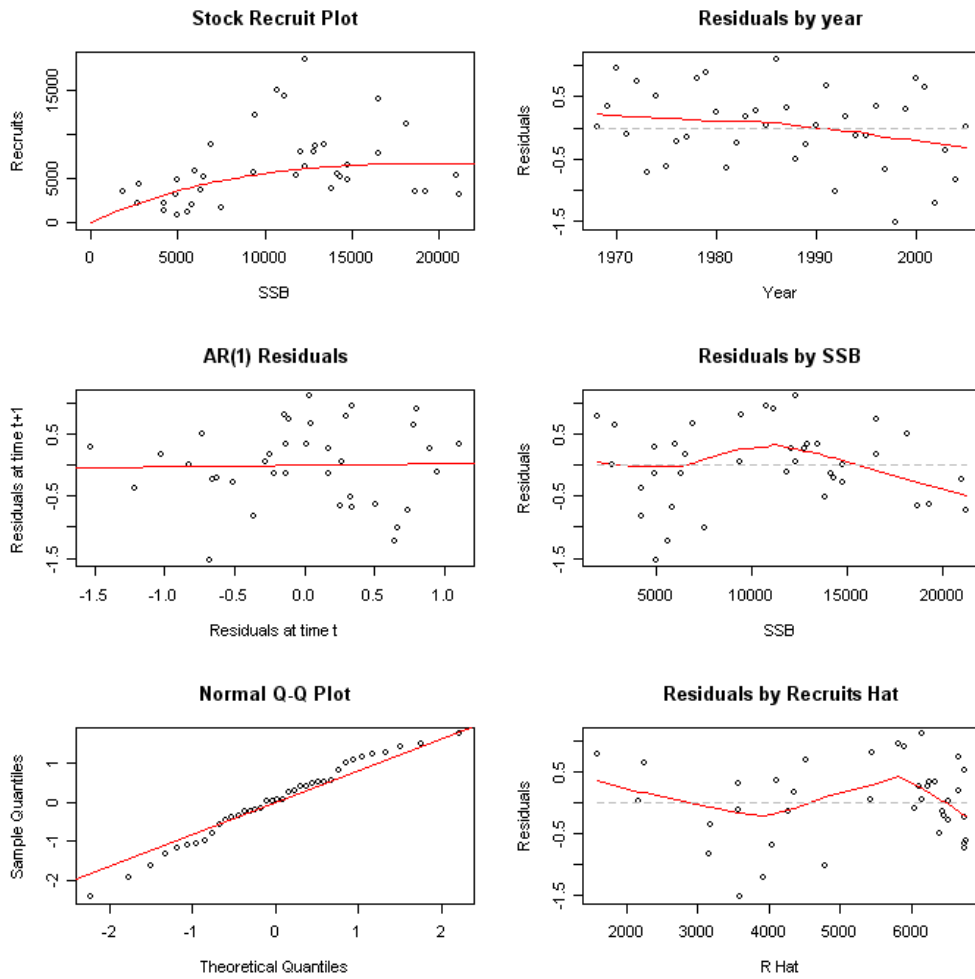 Stock Recruit Plot
Recruits
0 5000 15000
0 5000 10000 15000 20000
SSB
Residuals by year
Residuals
-1.5 -0.5 0.5
1970 1980 1990 2000
Year
AR(1) Residuals
Residuals at time t+1
-1.5 -0.5 0.5
-1.5 -1.0 -0.5 0.0 0.5 1.0
Residuals at time t
Residuals by SSB
Residuals
-1.5 -0.5 0.5
5000 10000 15000 20000
SSB
Normal Q-Q Plot
Sample Quantiles
-2 0 1
-2 -1 0 1 2
Theoretical Quantiles
Residuals by Recruits Hat
Residuals
-1.5 -0.5 0.5
2000 3000 4000 5000 6000
R Hat